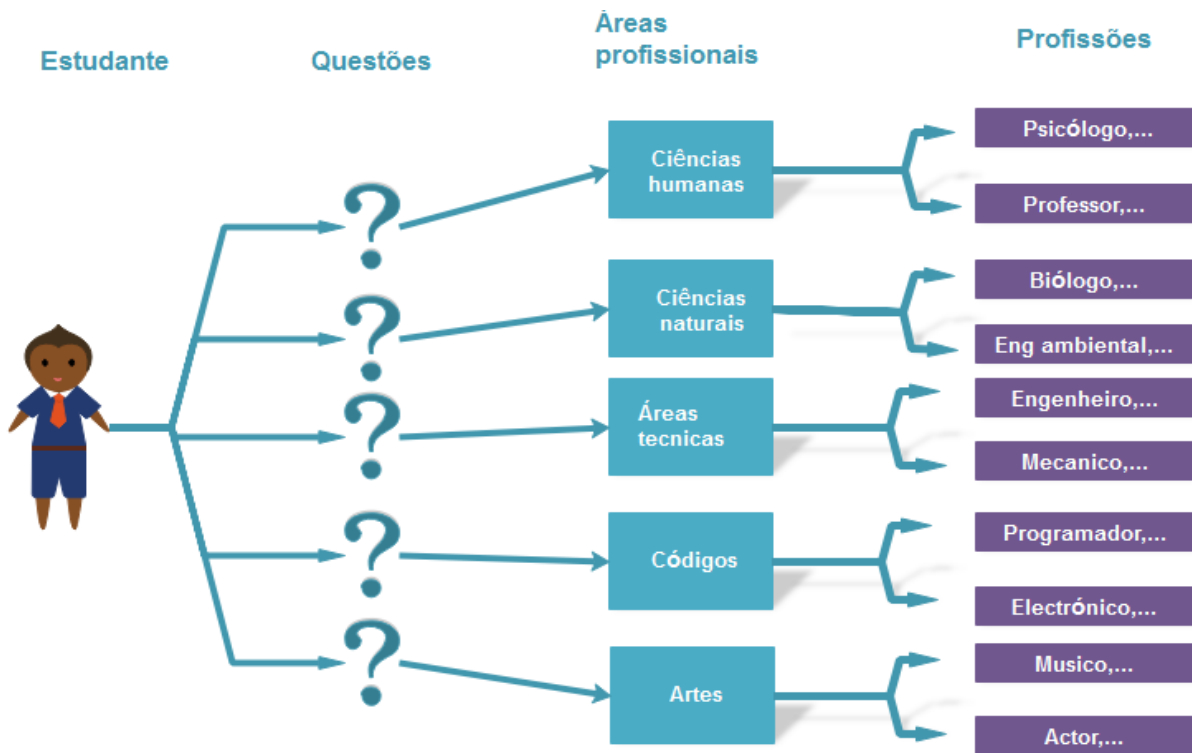 Estudante
Questões
Áreas
profissionais
Profissões
?
Ciências
humanas
Psicólogo,...
Professor,...
?
Ciências
naturais
Biólogo,...
Eng ambiental,...
?
Áreas
tecnicas
Engenheiro,...
Mecanico,...
?
Códigos
Programador,...
Electrónico,...
?
Artes
Musico,...
Actor,...